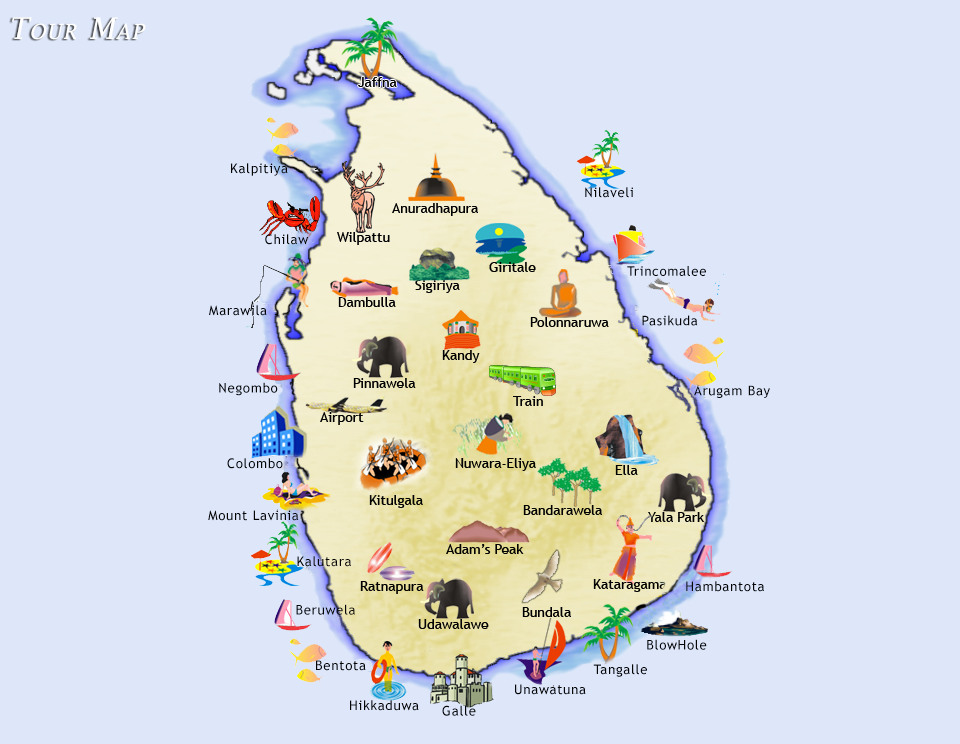 Tour Map
Jaffna
Kalpitiya
Nilaveli
Anuradhapura
Chilaw
Wilpattu
Giritale
Trincomalee
Sigiriya
Dambulla
Marawila
Polonnaruwa
Pasikuda
Kandy
Pinnawela
Negombo
Arugam Bay
Train
Airport
Colombo
Nuwara-Eliya
Ella
Kitulgala
Bandarawela
Mount Lavinia
Yala Park
Adam's Peak
Kalutara
Ratnapura
Kataragama
Hambantota
Beruwela
Bundala
Udawalawe
BlowHole
Bentota
Tangalle
Unawatuna
Hikkaduwa
Galle